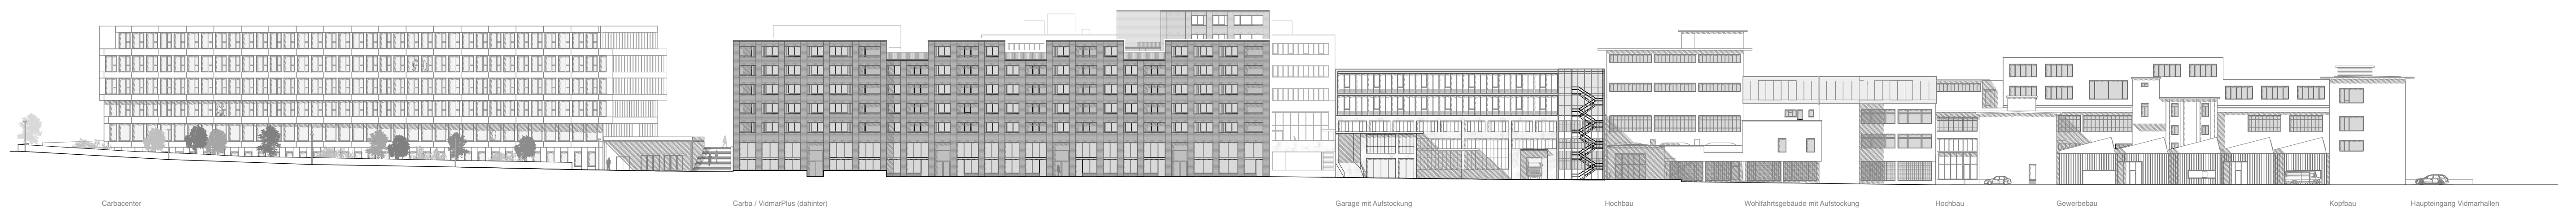 Carbacenter
Carba / VidmarPlus (dahinter)
Garage mit Aufstockung
Hochbau
Wohlfahrtsgebäude mit Aufstockung
Hochbau
Gewerbebau
Kopfbau
Haupteingang Vidmarhallen